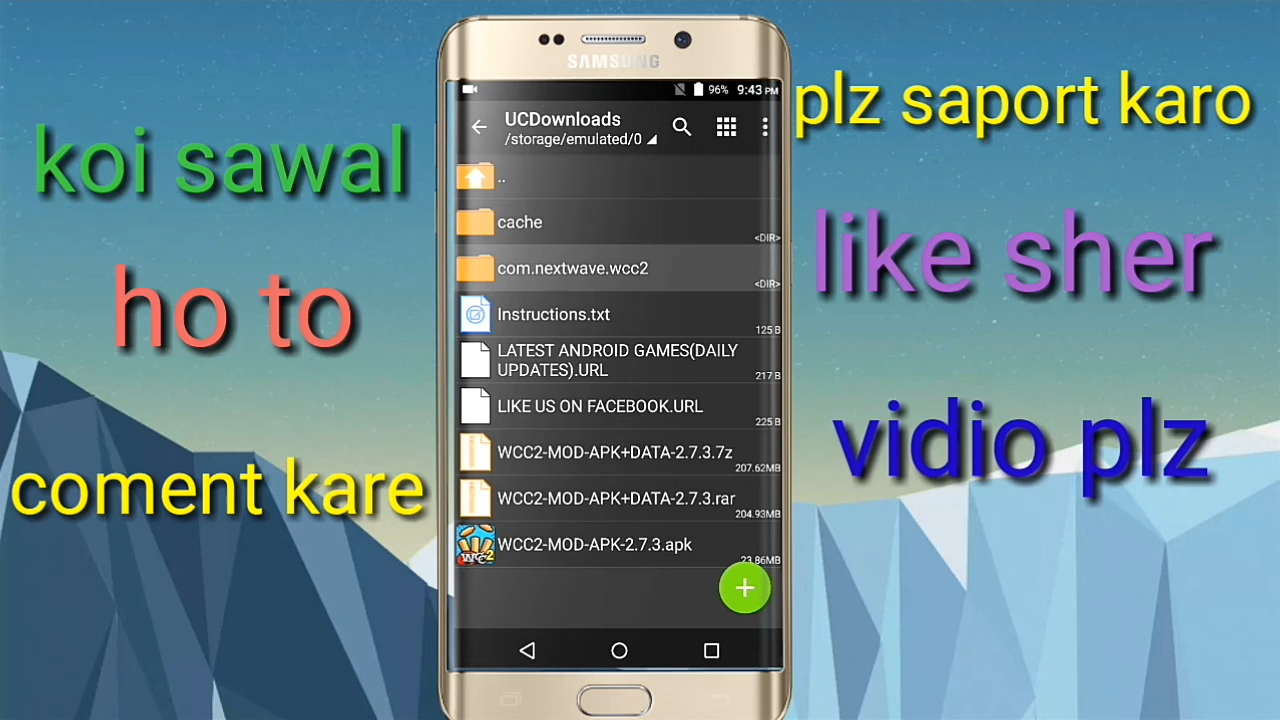 koi sawal
ho to
coment kare
SAMSUNG
96% 9:43 PM
UCDownloads
/storage/emulated/0
..
cache
<DIR>
com.nextwave.wcc2
<DIR>
Instructions.txt
125 B
LATEST ANDROID GAMES(DAILY
UPDATES).URL
217 B
LIKE US ON FACEBOOK.URL
225 B
WCC2-MOD-APK+DATA-2.7.3.7z
207.62MB
WCC2-MOD-APK+DATA-2.7.3.rar
204.93MB
WCC2
WCC2-MOD-APK-2.7.3.apk
23.86MB
plz saport karo
like sher
vidio plz